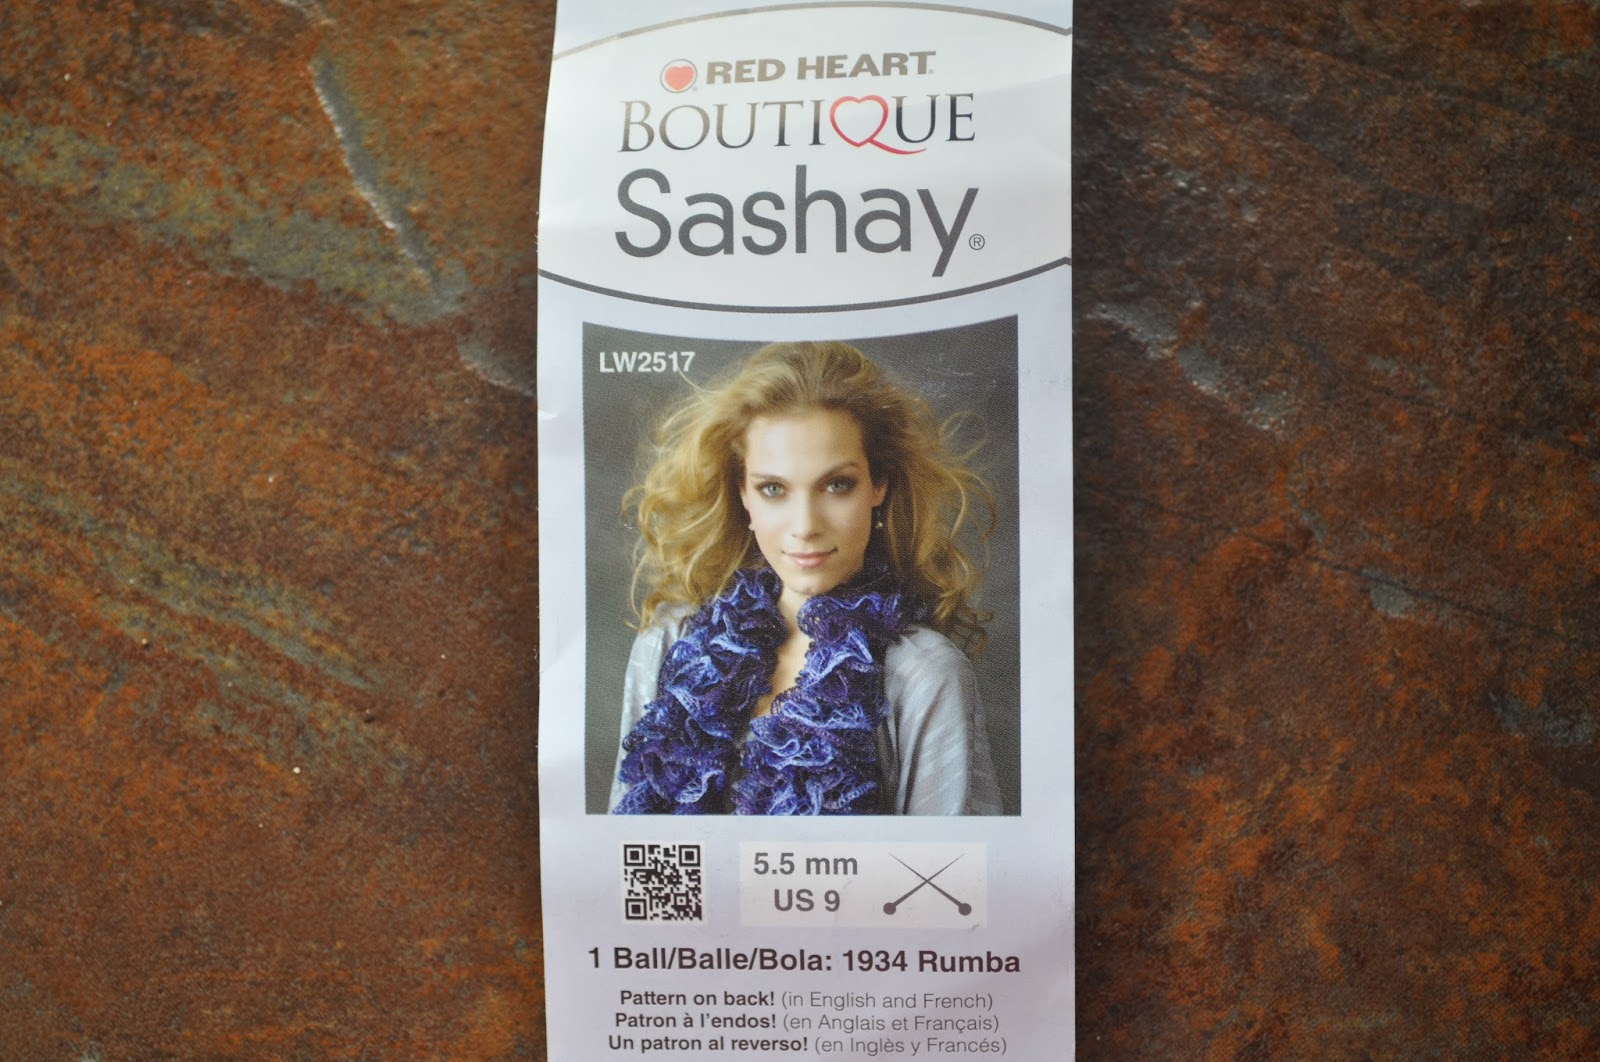 RED HEART®
BOUTIQUE
Sashay®
LW2517
5.5 mm
US 9
1 Ball/Balle/Bola: 1934 Rumba
Pattern on back! (in English and French)
Patron à l'endos! (en Anglais et Français)
Un patron al reverso! (en Inglès y Francés)